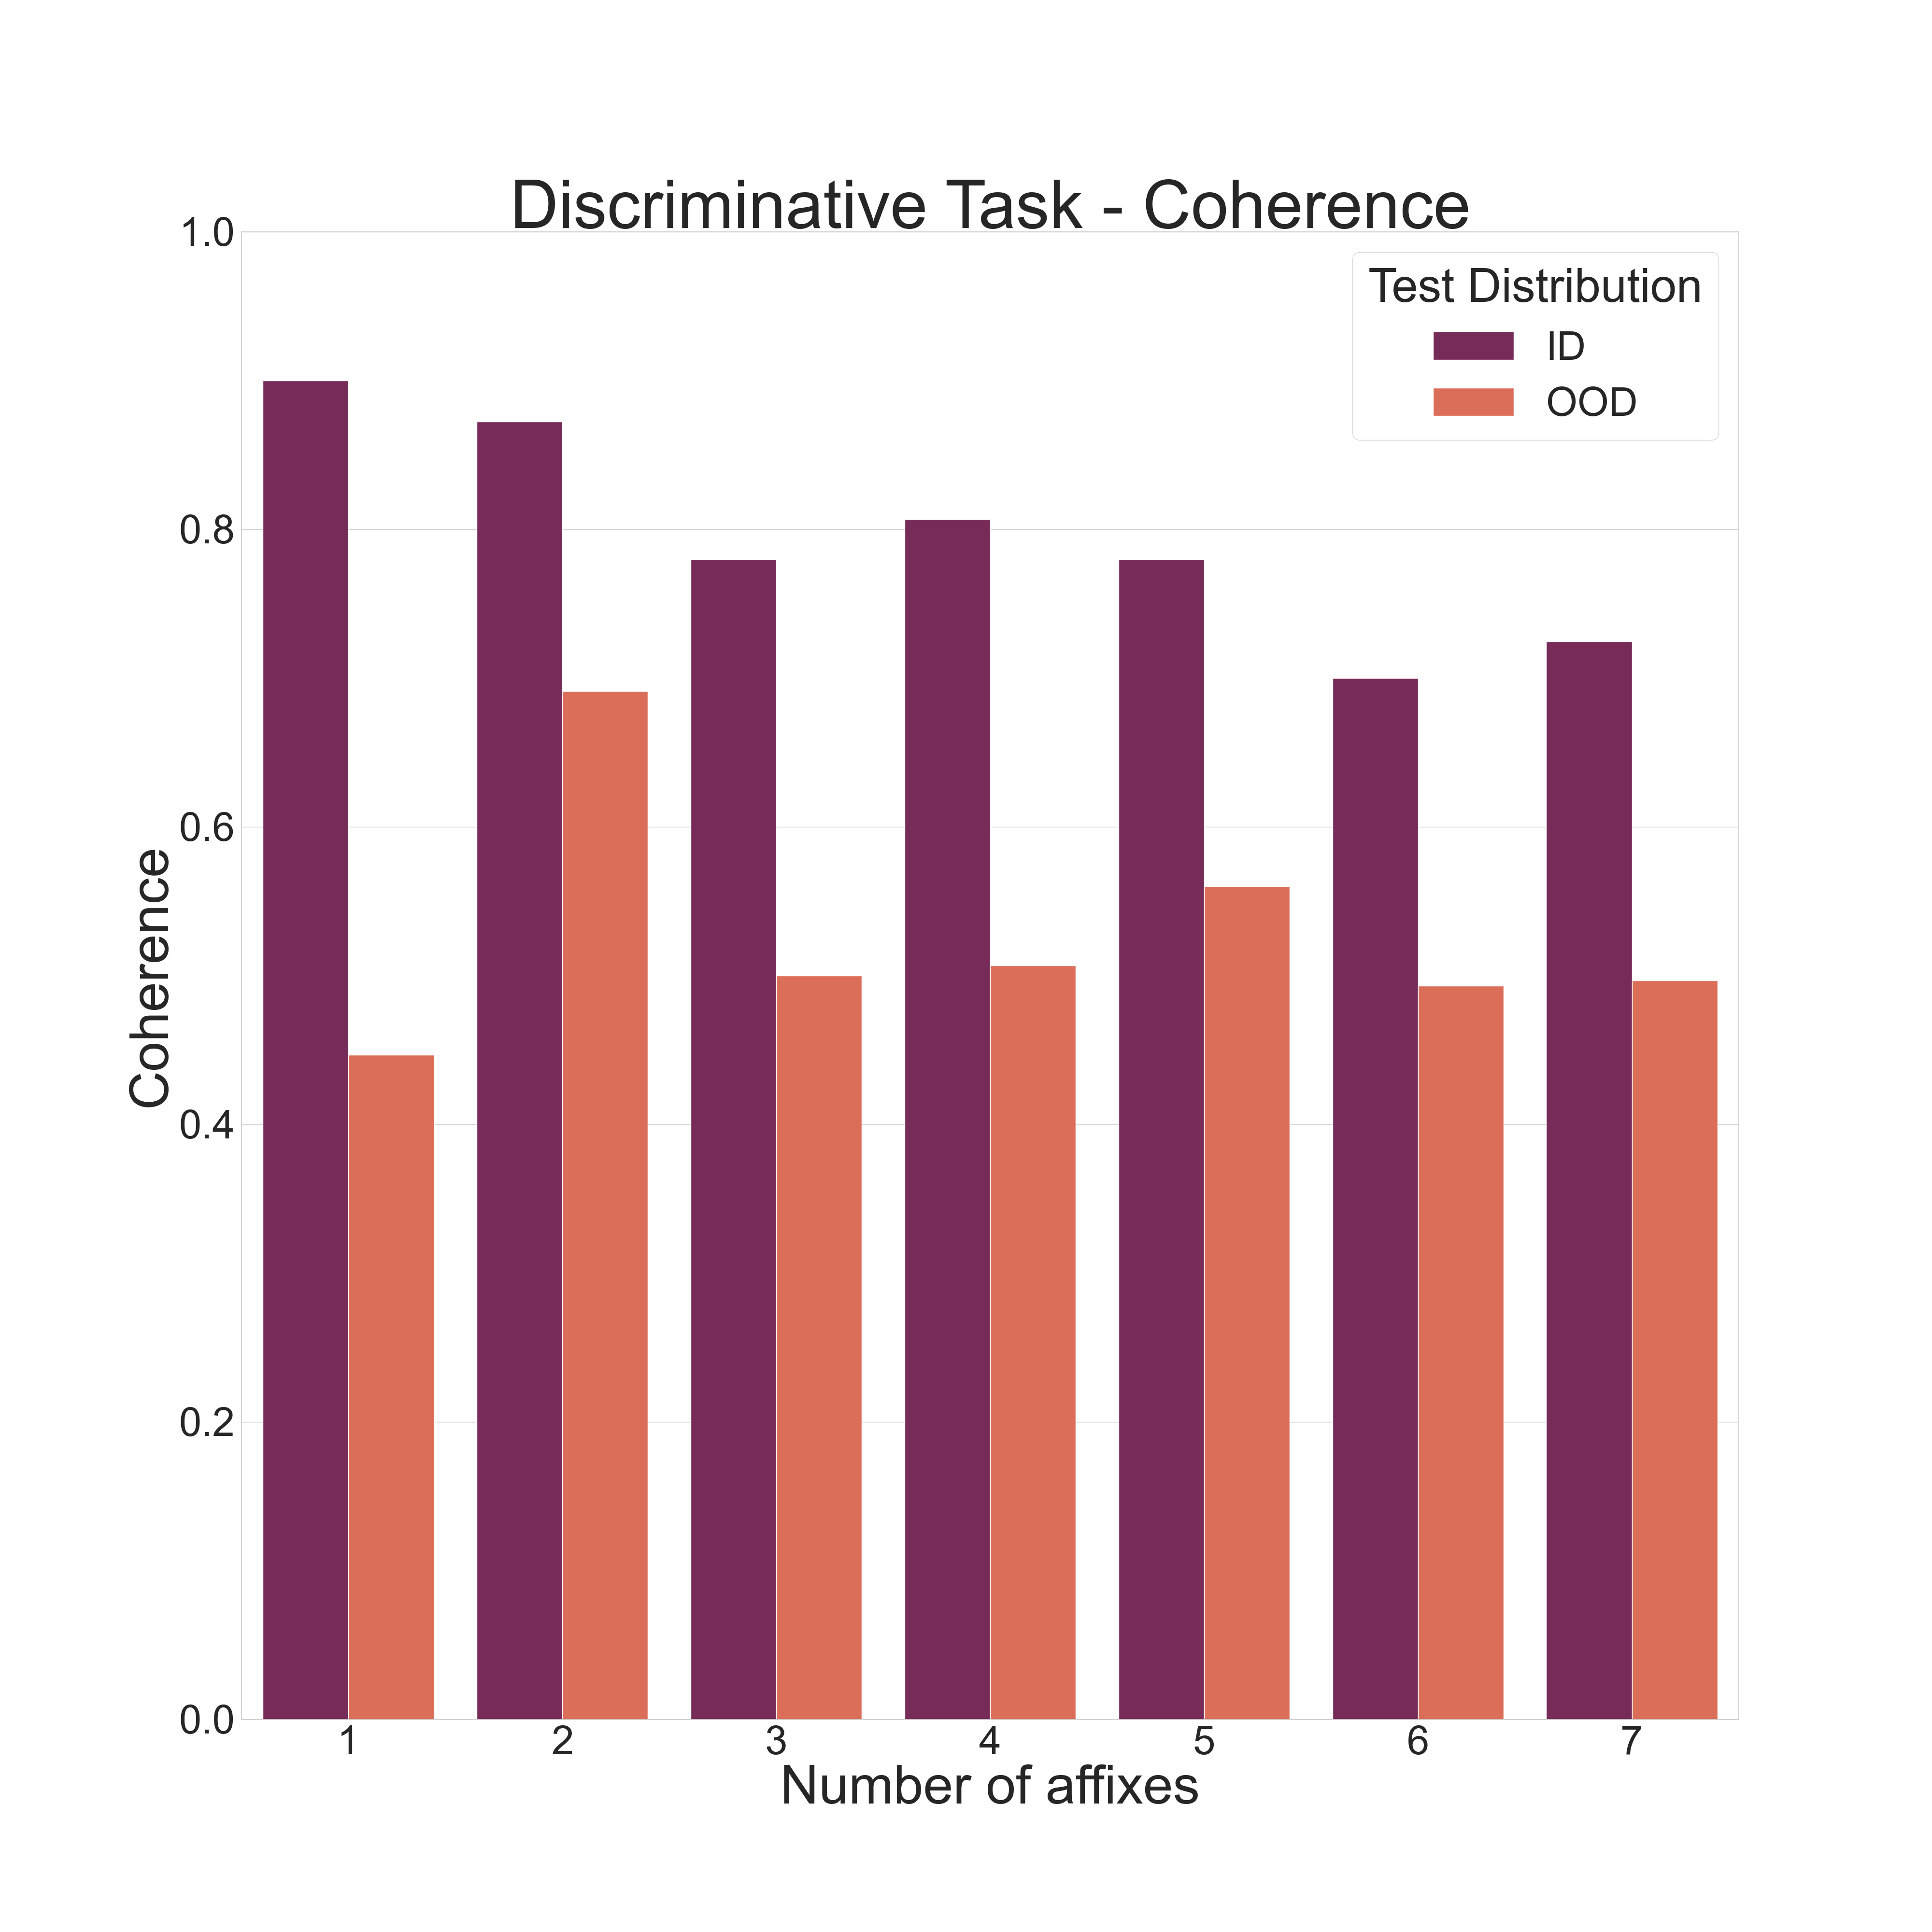 Discriminative Task - Coherence
Test Distribution
ID
OOD
Coherence
1.0
0.8
0.6
0.4
0.2
0.0
1 2 3 4 5 6 7
Number of affixes